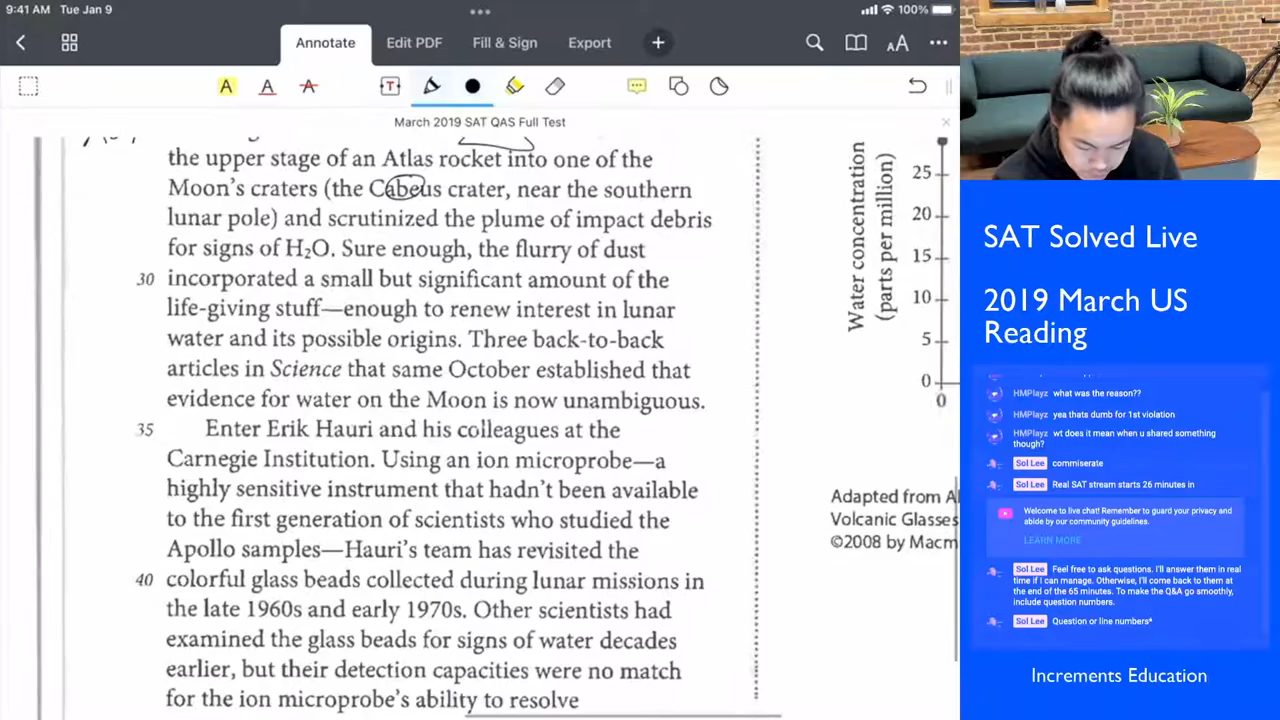 9:41 AM Tue Jan 9
100%
Annotate
Edit PDF
Fill & Sign
Export
AA
A
A
A
T
March 2019 SAT QAS Full Test
the upper stage of an Atlas rocket into one of the
Moon's craters (the Cabeus crater, near the southern
lunar pole) and scrutinized the plume of impact debris
for signs of H₂O. Sure enough, the flurry of dust
30 incorporated a small but significant amount of the
life-giving stuff—enough to renew interest in lunar
water and its possible origins. Three back-to-back
articles in Science that same October established that
evidence for water on the Moon is now unambiguous.
35 Enter Erik Hauri and his colleagues at the
Carnegie Institution. Using an ion microprobe—a
highly sensitive instrument that hadn't been available
to the first generation of scientists who studied the
Apollo samples—Hauri's team has revisited the
40 colorful glass beads collected during lunar missions in
the late 1960s and early 1970s. Other scientists had
examined the glass beads for signs of water decades
earlier, but their detection capacities were no match
for the ion microprobe's ability to resolve
Water concentration
(parts per million)
25
20
15
10
5
0
0
Adapted from Al
Volcanic Glasses
©2008 by Macm
SAT Solved Live
2019 March US
Reading
HMPlayz what was the reason??
HMPlayz yea thats dumb for 1st violation
HMPlayz wt does it mean when u shared something
though?
Sol Lee commiserate
Sol Lee Real SAT stream starts 26 minutes in
Welcome to live chat! Remember to guard your privacy and
abide by our community guidelines.
LEARN MORE
Sol Lee Feel free to ask questions. I'll answer them in real
time if I can manage. Otherwise, I'll come back to them at
the end of the 65 minutes. To make the Q&A go smoothly,
include question numbers.
Sol Lee Question or line numbers*
Increments Education